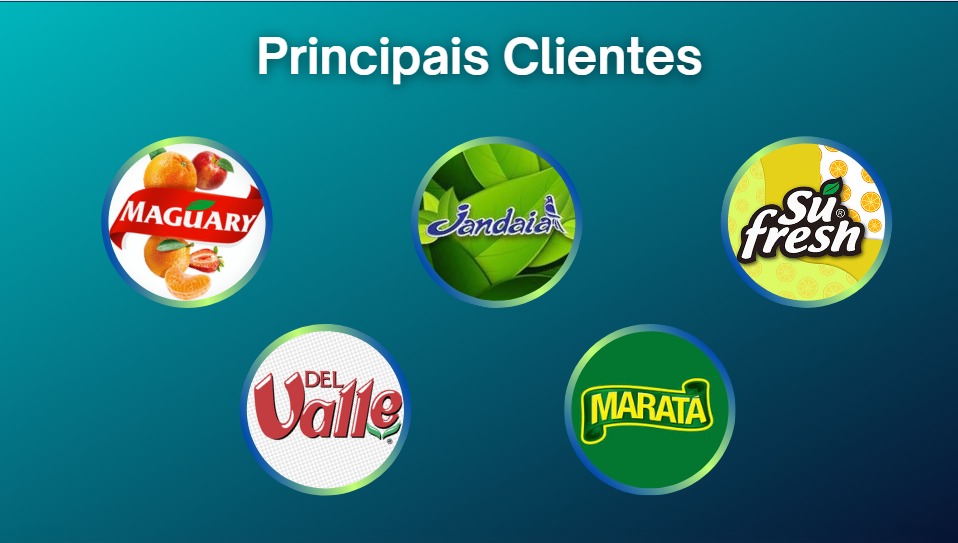 Principais Clientes
MAGUARY
Jandaia
Su
fresh®
DEL
Valle®
MARATÁ